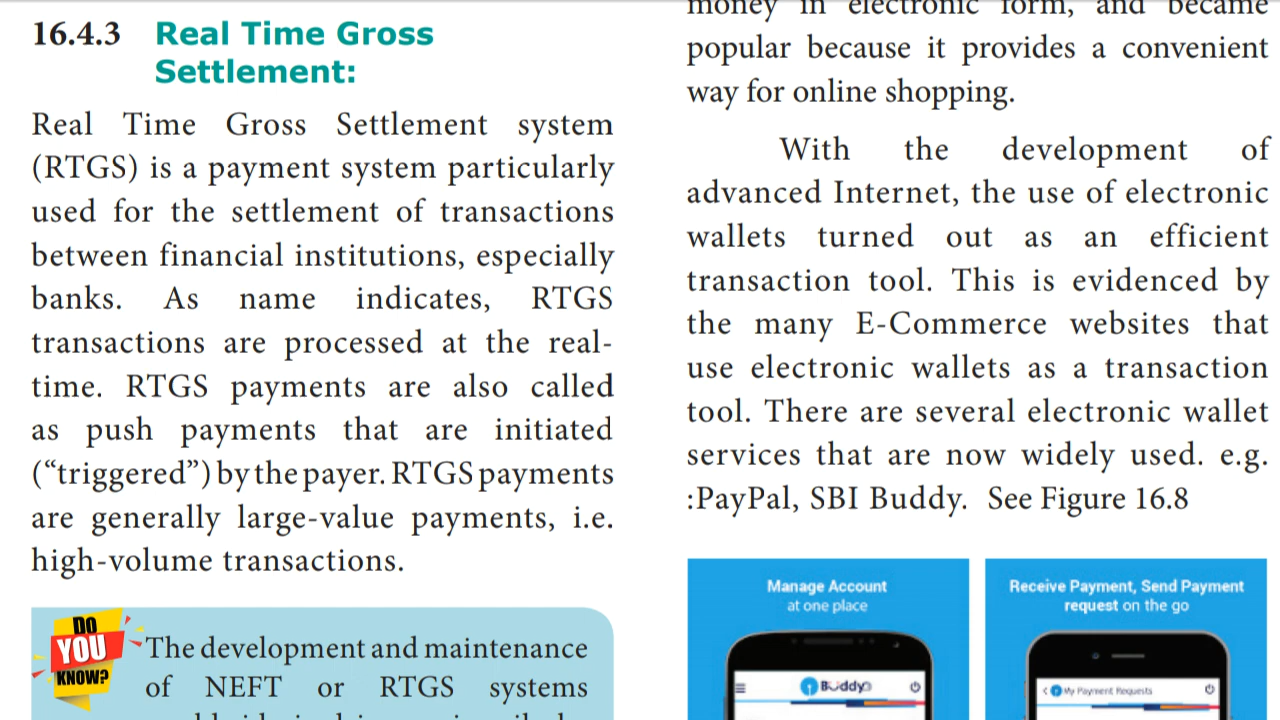 16.4.3 Real Time Gross
Settlement:
Real Time Gross Settlement system
(RTGS) is a payment system particularly
used for the settlement of transactions
between financial institutions, especially
banks. As name indicates, RTGS
transactions are processed at the real-
time. RTGS payments are also called
as push payments that are initiated
(“triggered”) by the payer. RTGS payments
are generally large-value payments, i.e.
high-volume transactions.
DO
YOU
KNOW?
The development and maintenance
of NEFT or RTGS systems
money in electronic form, and became
popular because it provides a convenient
way for online shopping.
With the development of
advanced Internet, the use of electronic
wallets turned out as an efficient
transaction tool. This is evidenced by
the many E-Commerce websites that
use electronic wallets as a transaction
tool. There are several electronic wallet
services that are now widely used. e.g.
:PayPal, SBI Buddy. See Figure 16.8
Manage Account
at one place
Buddy
Receive Payment, Send Payment
request on the go
My Payment Requests